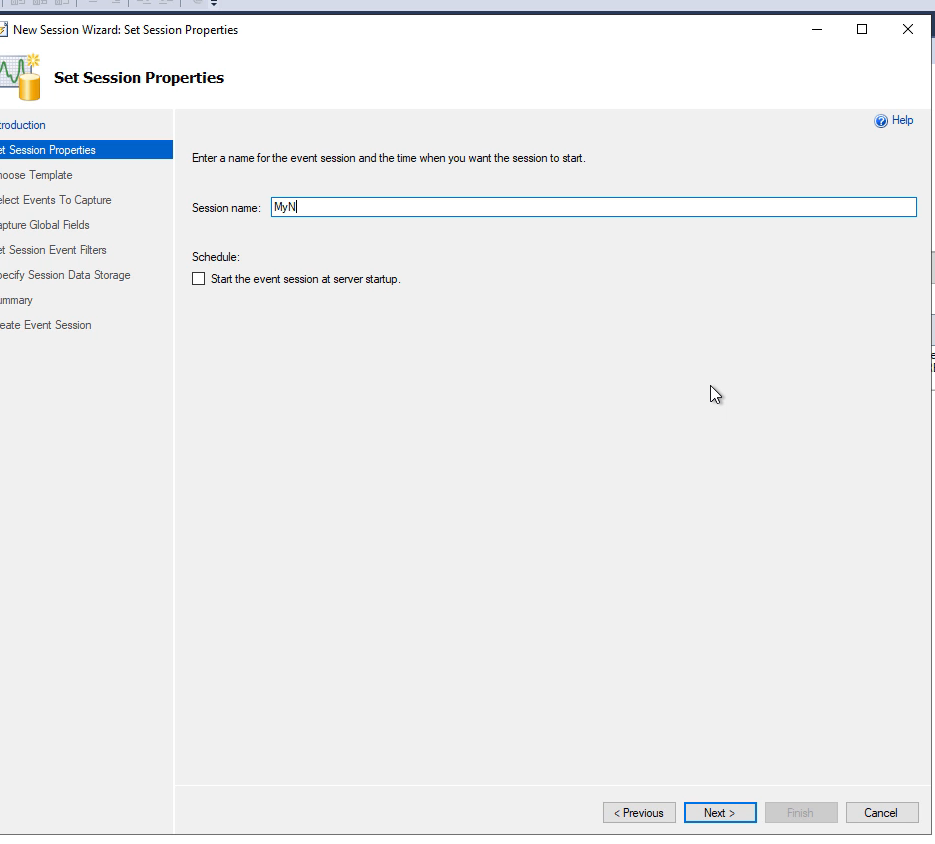 New Session Wizard: Set Session Properties
Set Session Properties
troduction
et Session Properties
hoose Template
elect Events To Capture
apture Global Fields
et Session Event Filters
pecify Session Data Storage
ummary
reate Event Session
Help
Enter a name for the event session and the time when you want the session to start.
Session name: MyN
Schedule:
Start the event session at server startup.
< Previous
Next >
Finish
Cancel